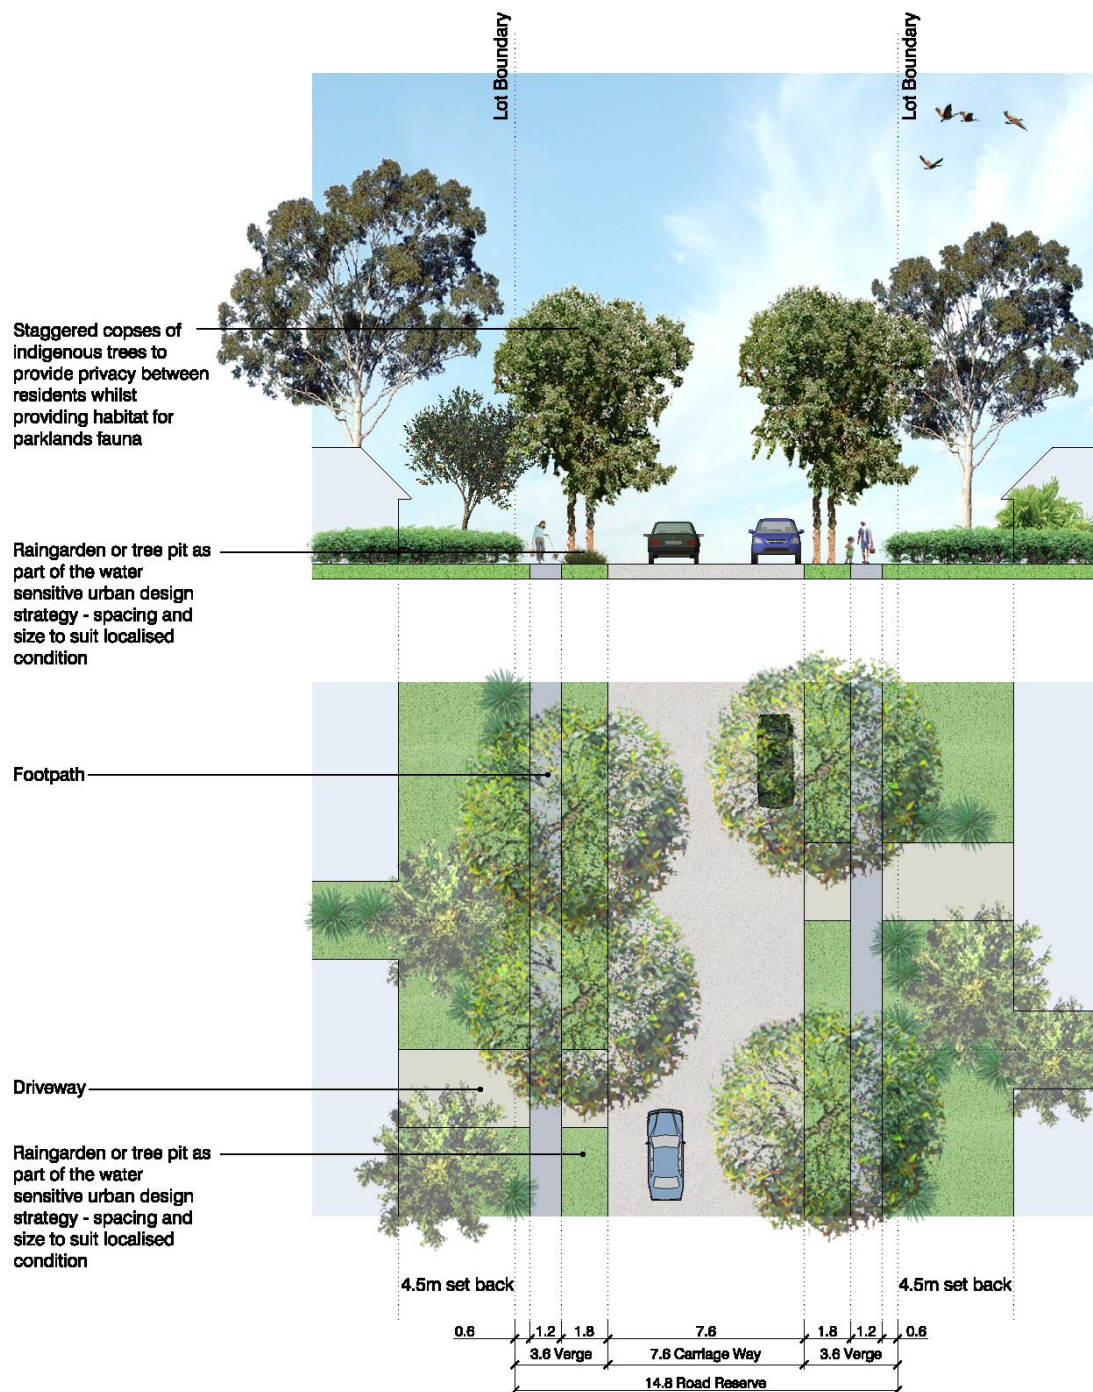 Lot Boundary
Lot Boundary
Staggered copses of
indigenous trees to
provide privacy between
residents whilst
providing habitat for
parklands fauna
Raingarden or tree pit as
part of the water
sensitive urban design
strategy - spacing and
size to suit localised
condition
Footpath
Driveway
Raingarden or tree pit as
part of the water
sensitive urban design
strategy - spacing and
size to suit localised
condition
4.5m set back
4.5m set back
0.6 1.2 1.8 7.6 1.8 1.2 0.6
3.6 Verge 7.6 Carriage Way 3.6 Verge
14.8 Road Reserve